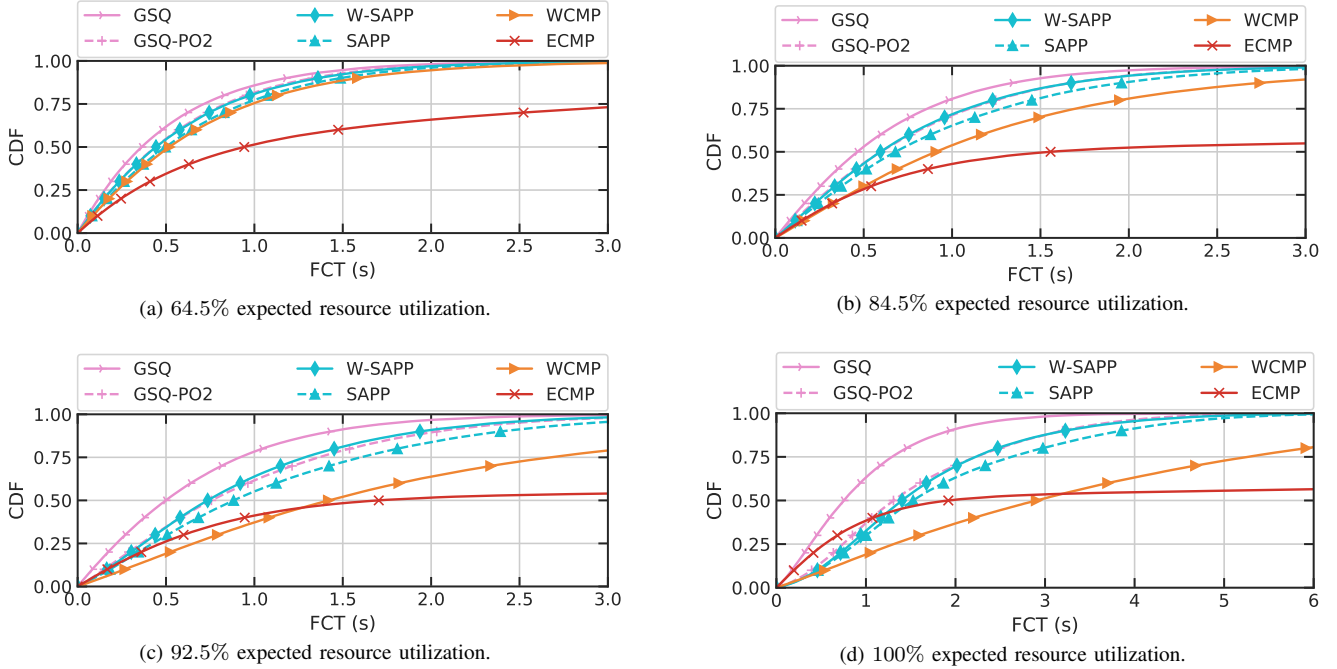 GSQ W-SAPP WCMP
GSQ-PO2 SAPP ECMP
1.00
0.75
0.50
0.25
0.00
CDF
0.0 0.5 1.0 1.5 2.0 2.5 3.0
FCT (s)
(a) 64.5% expected resource utilization.
GSQ W-SAPP WCMP
GSQ-PO2 SAPP ECMP
1.00
0.75
0.50
0.25
0.00
CDF
0.0 0.5 1.0 1.5 2.0 2.5 3.0
FCT (s)
(b) 84.5% expected resource utilization.
GSQ W-SAPP WCMP
GSQ-PO2 SAPP ECMP
1.00
0.75
0.50
0.25
0.00
CDF
0.0 0.5 1.0 1.5 2.0 2.5 3.0
FCT (s)
(c) 92.5% expected resource utilization.
GSQ W-SAPP WCMP
GSQ-PO2 SAPP ECMP
1.00
0.75
0.50
0.25
0.00
CDF
0 1 2 3 4 5 6
FCT (s)
(d) 100% expected resource utilization.